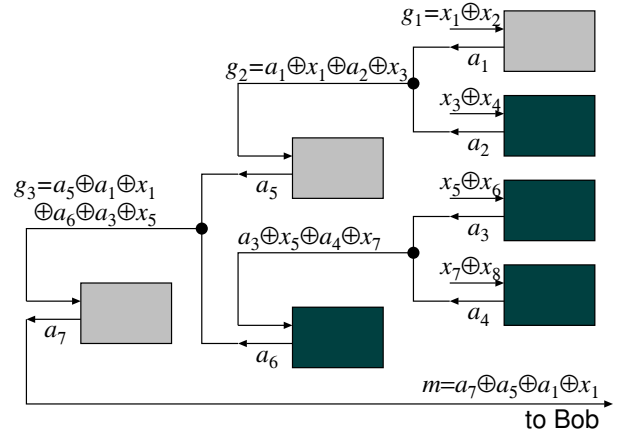 g₁=x₁⊕x₂
a₁
g₂=a₁⊕x₁⊕a₂⊕x₃
x₃⊕x₄
a₂
a₅
g₃=a₅⊕a₁⊕x₁
⊕a₆⊕a₃⊕x₅
x₅⊕x₆
a₃
a₃⊕x₅⊕a₄⊕x₇
x₇⊕x₈
a₄
a₇
a₆
m=a₇⊕a₅⊕a₁⊕x₁
to Bob